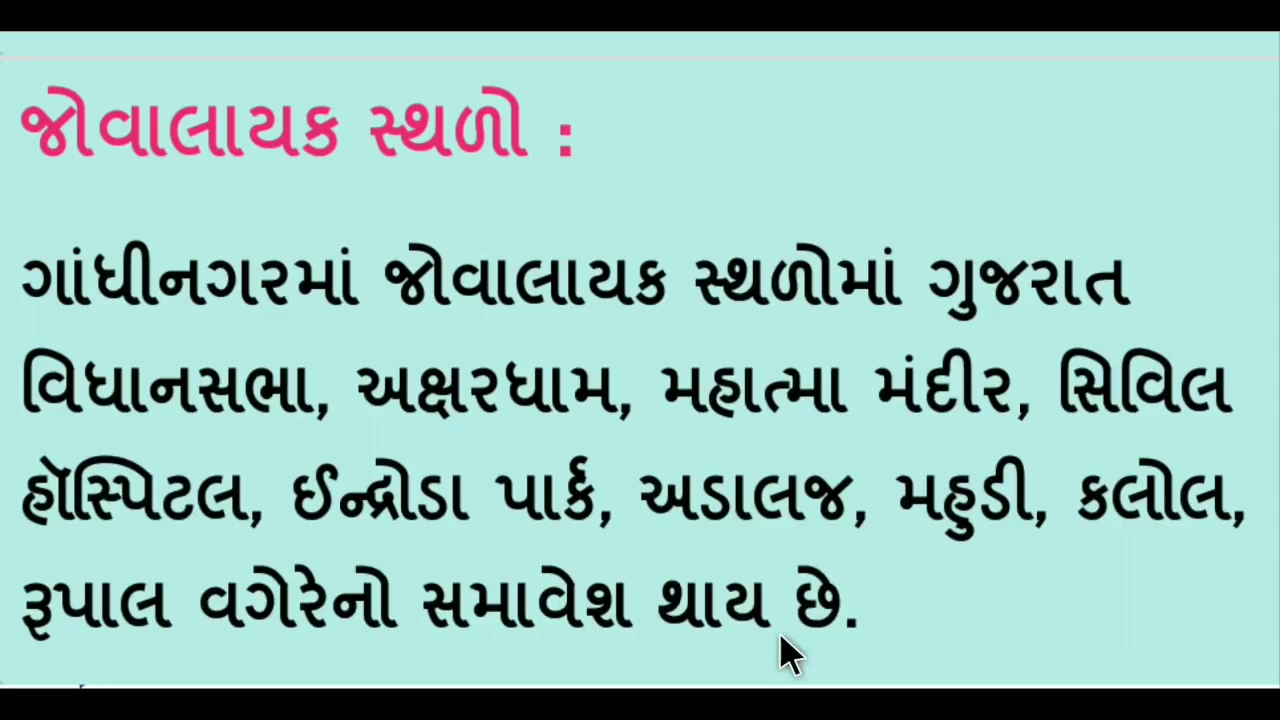 જોવાલાયક સ્થળો :
ગાંધીનગરમાં જોવાલાયક સ્થળોમાં ગુજરાત
વિધાનસભા, અક્ષરધામ, મહાત્મા મંદીર, સિવિલ
હૉસ્પિટલ, ઈન્દ્રોડા પાર્ક, અડાલજ, મહુડી, કલોલ,
રૂપાલ વગેરેનો સમાવેશ થાય છે.